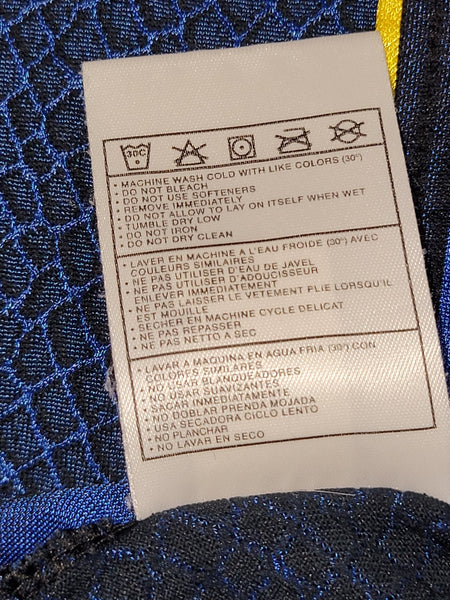 30C
• MACHINE WASH COLD WITH LIKE COLORS (30°)
• DO NOT BLEACH
• DO NOT USE SOFTENERS
• REMOVE IMMEDIATELY
• DO NOT ALLOW TO LAY ON ITSELF WHEN WET
• TUMBLE DRY LOW
• DO NOT IRON
• DO NOT DRY CLEAN
• LAVER EN MACHINE A L'EAU FROIDE (30°) AVEC
COULEURS SIMILAIRES
• NE PAS UTILISER D'EAU DE JAVEL
• NE PAS UTILISER D'ADOUCISSEUR
ENLEVER IMMÉDIATEMENT
• NE PAS LAISSER LE VETEMENT PLIE LORSQU'IL
EST MOUILLE
• SECHER EN MACHINE CYCLE DELICAT
• NE PAS REPASSER
• NE PAS NETTO A SEC
• LAVAR A MAQUINA EN AGUA FRIA (30°) CON
COLORES SIMILARES
• NO USAR BLANQUEADORES
• NO USAR SUAVIZANTES
• SACAR INMEDIATAMENTE
• NO DOBLAR PRENDA MOJADA
• USA SECADORA CICLO LENTO
• NO PLANCHAR
• NO LAVAR EN SECO